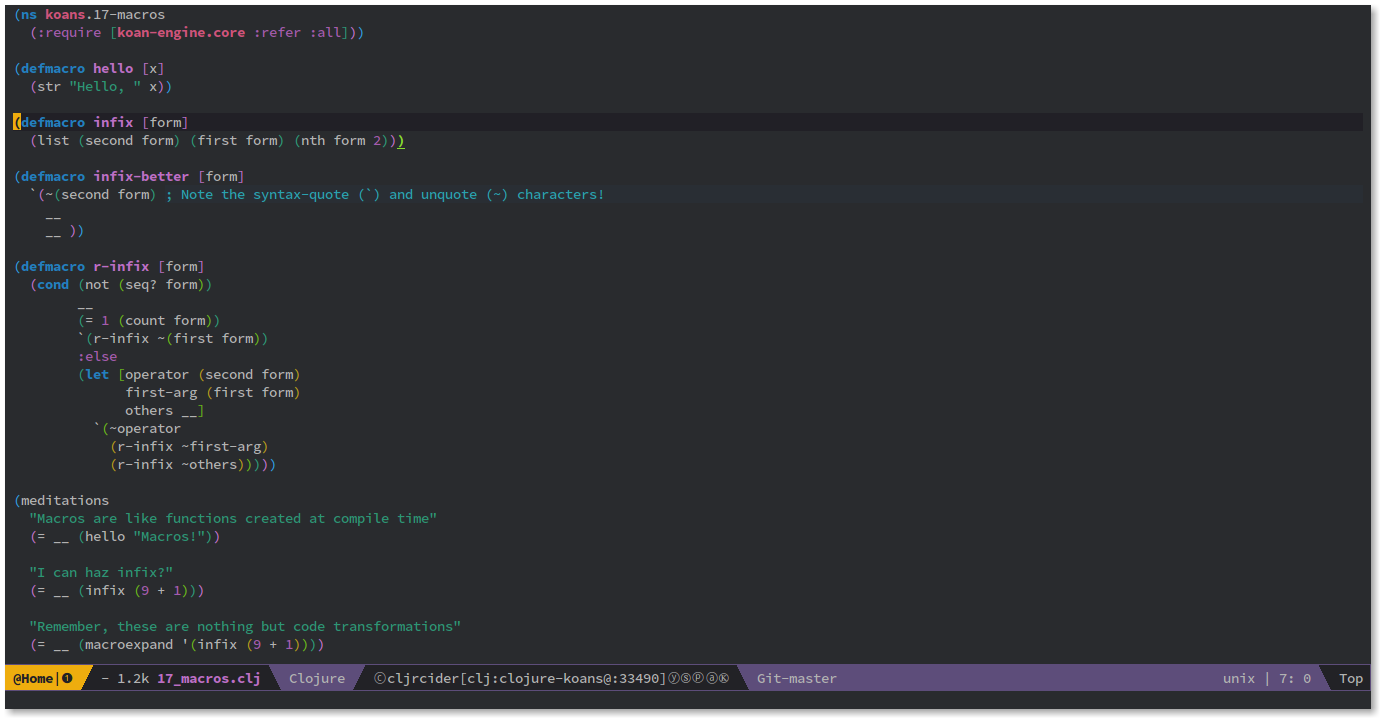 (ns koans.17-macros
  (:require [koan-engine.core :refer :all]))

(defmacro hello [x]
  (str "Hello, " x))

(defmacro infix [form]
  (list (second form) (first form) (nth form 2)))

(defmacro infix-better [form]
  `(~(second form) ; Note the syntax-quote (`) and unquote (~) characters!
    __
    __ ))

(defmacro r-infix [form]
  (cond (not (seq? form))
        __
        (= 1 (count form))
        `(r-infix ~(first form))
        :else
        (let [operator (second form)
              first-arg (first form)
              others __]
          `(~operator
            (r-infix ~first-arg)
            (r-infix ~others)))))

(meditations
  "Macros are like functions created at compile time"
  (= __ (hello "Macros!"))

  "I can haz infix?"
  (= __ (infix (9 + 1)))

  "Remember, these are nothing but code transformations"
  (= __ (macroexpand '(infix (9 + 1))))
@Home|❶ - 1.2k 17_macros.clj Clojure ⒸcljrCider[clj:clojure-koans@:33490]ⓨⓢⓟⓐⓀ Git-master unix | 7: 0 Top